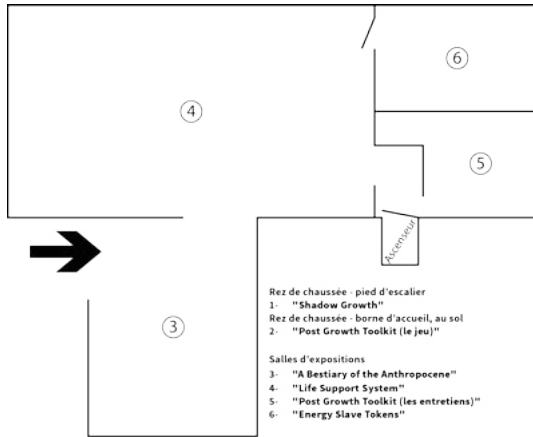 6
4
5
Ascenseur
3
Rez de chaussée - pied d'escalier
1- "Shadow Growth"
Rez de chaussée - borne d'accueil, au sol
2- "Post Growth Toolkit (le jeu)"
Salles d'expositions
3- "A Bestiary of the Anthropocene"
4- "Life Support System"
5- "Post Growth Toolkit (les entretiens)"
6- "Energy Slave Tokens"